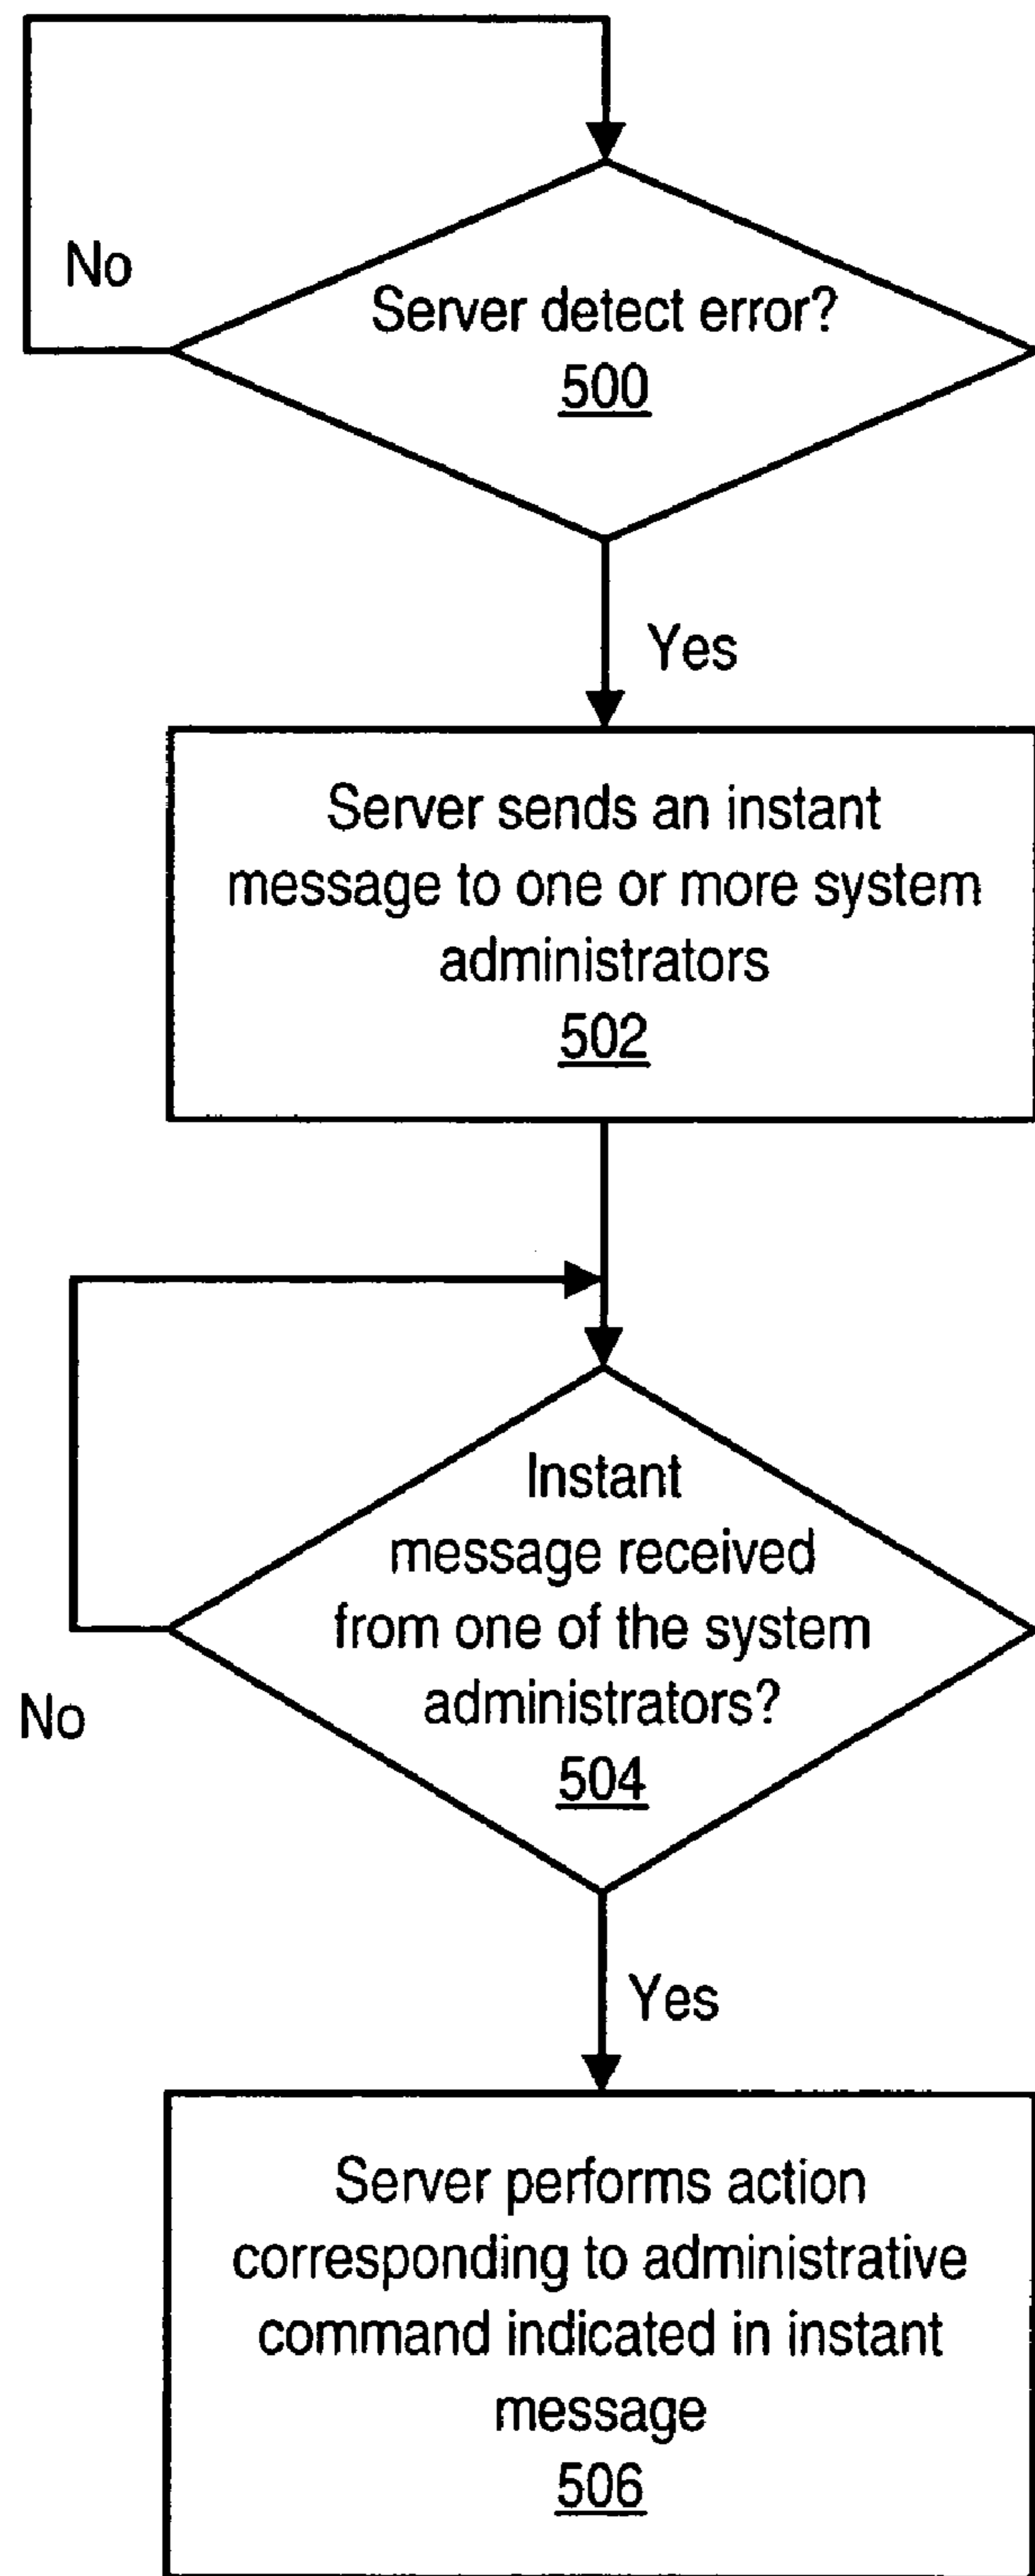 No
Server detect error?
500
Yes
Server sends an instant
message to one or more system
administrators
502
Instant
message received
from one of the system
administrators?
504
No
Yes
Server performs action
corresponding to administrative
command indicated in instant
message
506